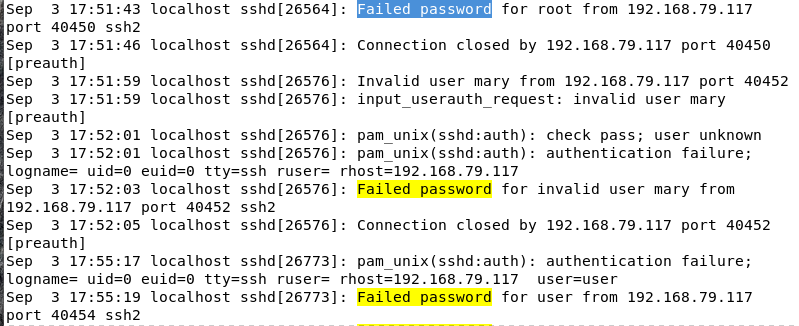 Sep  3 17:51:43 localhost sshd[26564]: Failed password for root from 192.168.79.117
port 40450 ssh2
Sep  3 17:51:46 localhost sshd[26564]: Connection closed by 192.168.79.117 port 40450
[preauth]
Sep  3 17:51:59 localhost sshd[26576]: Invalid user mary from 192.168.79.117 port 40452
Sep  3 17:51:59 localhost sshd[26576]: input_userauth_request: invalid user mary
[preauth]
Sep  3 17:52:01 localhost sshd[26576]: pam_unix(sshd:auth): check pass; user unknown
Sep  3 17:52:01 localhost sshd[26576]: pam_unix(sshd:auth): authentication failure;
logname= uid=0 euid=0 tty=ssh ruser= rhost=192.168.79.117
Sep  3 17:52:03 localhost sshd[26576]: Failed password for invalid user mary from
192.168.79.117 port 40452 ssh2
Sep  3 17:52:05 localhost sshd[26576]: Connection closed by 192.168.79.117 port 40452
[preauth]
Sep  3 17:55:17 localhost sshd[26773]: pam_unix(sshd:auth): authentication failure;
logname= uid=0 euid=0 tty=ssh ruser= rhost=192.168.79.117  user=user
Sep  3 17:55:19 localhost sshd[26773]: Failed password for user from 192.168.79.117
port 40454 ssh2